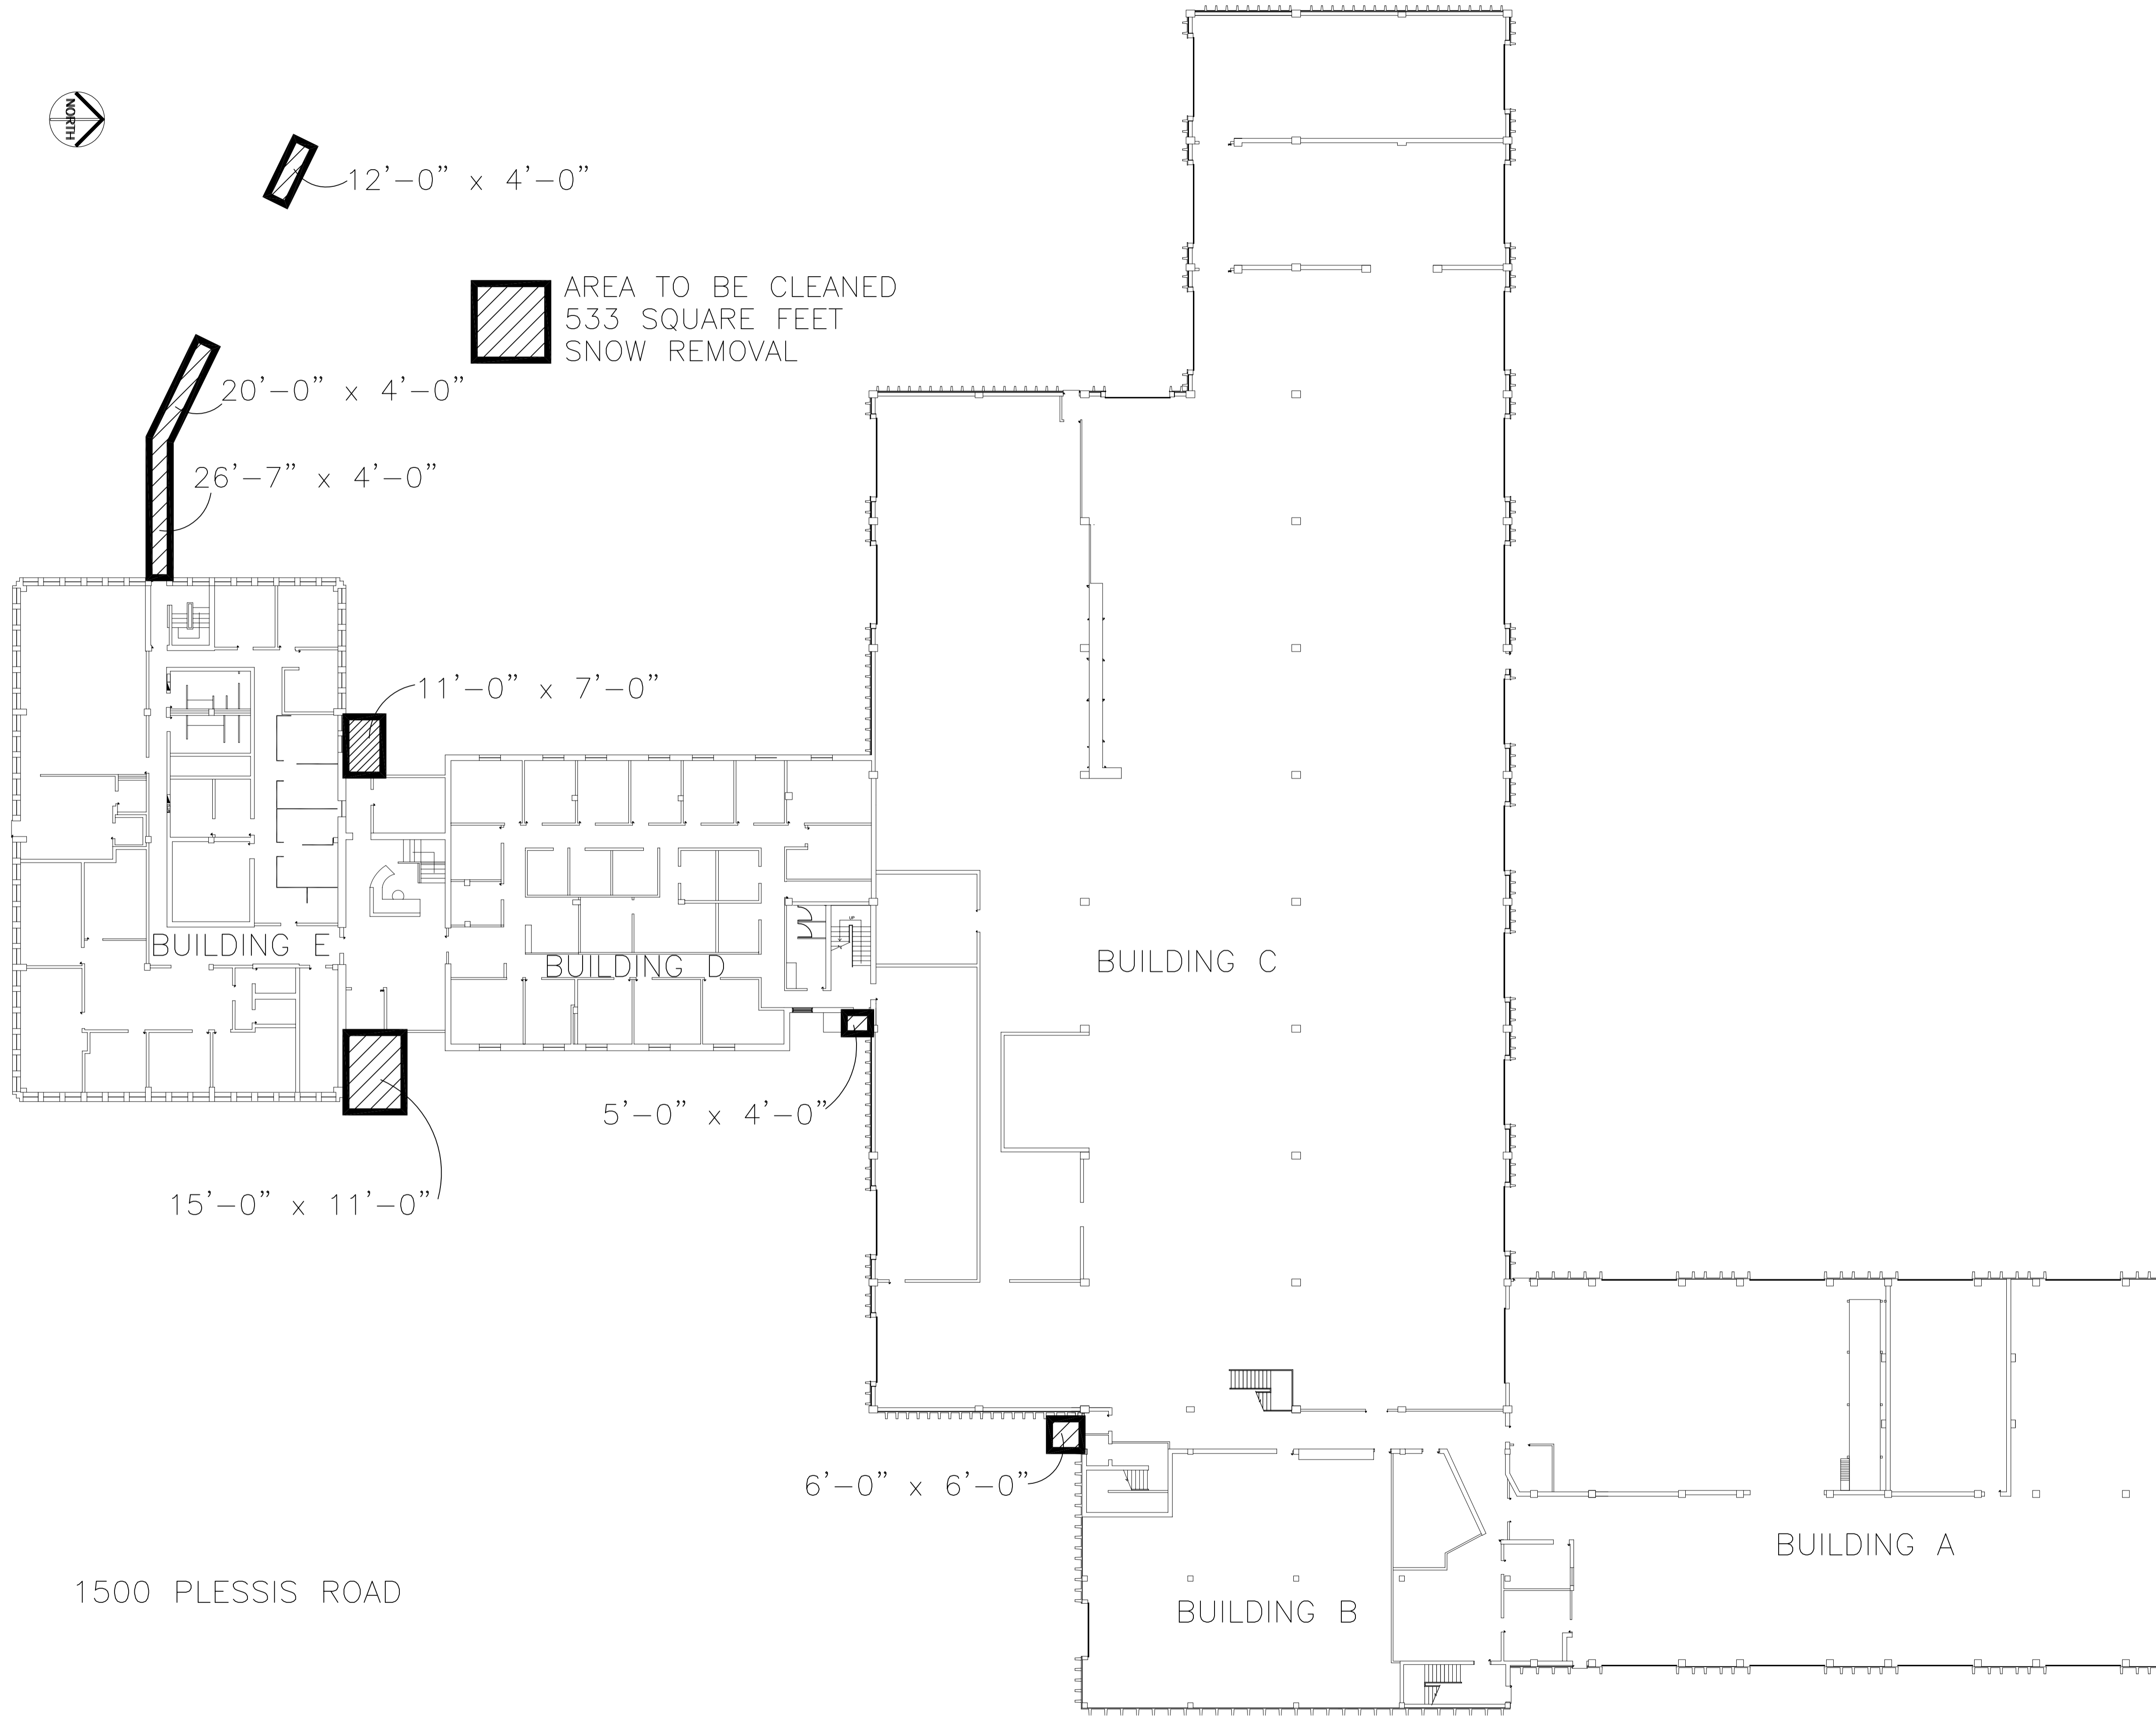 NORTH
12'-0" x 4'-0"
AREA TO BE CLEANED
533 SQUARE FEET
SNOW REMOVAL
20'-0" x 4'-0"
26'-7" x 4'-0"
11'-0" x 7'-0"
UP
BUILDING E
BUILDING D
BUILDING C
5'-0" x 4'-0"
15'-0" x 11'-0"
6'-0" x 6'-0"
BUILDING A
1500 PLESSIS ROAD
BUILDING B